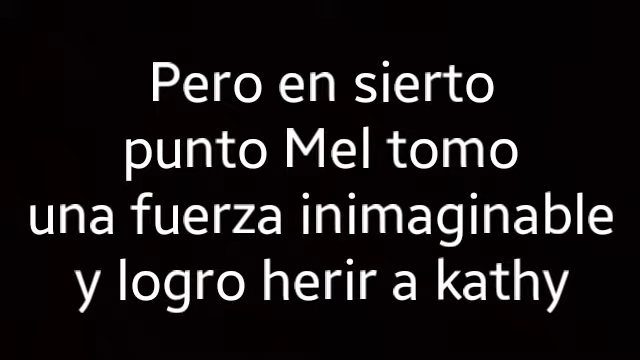 Pero en sierto
punto Mel tomo
una fuerza inimaginable
y logro herir a kathy